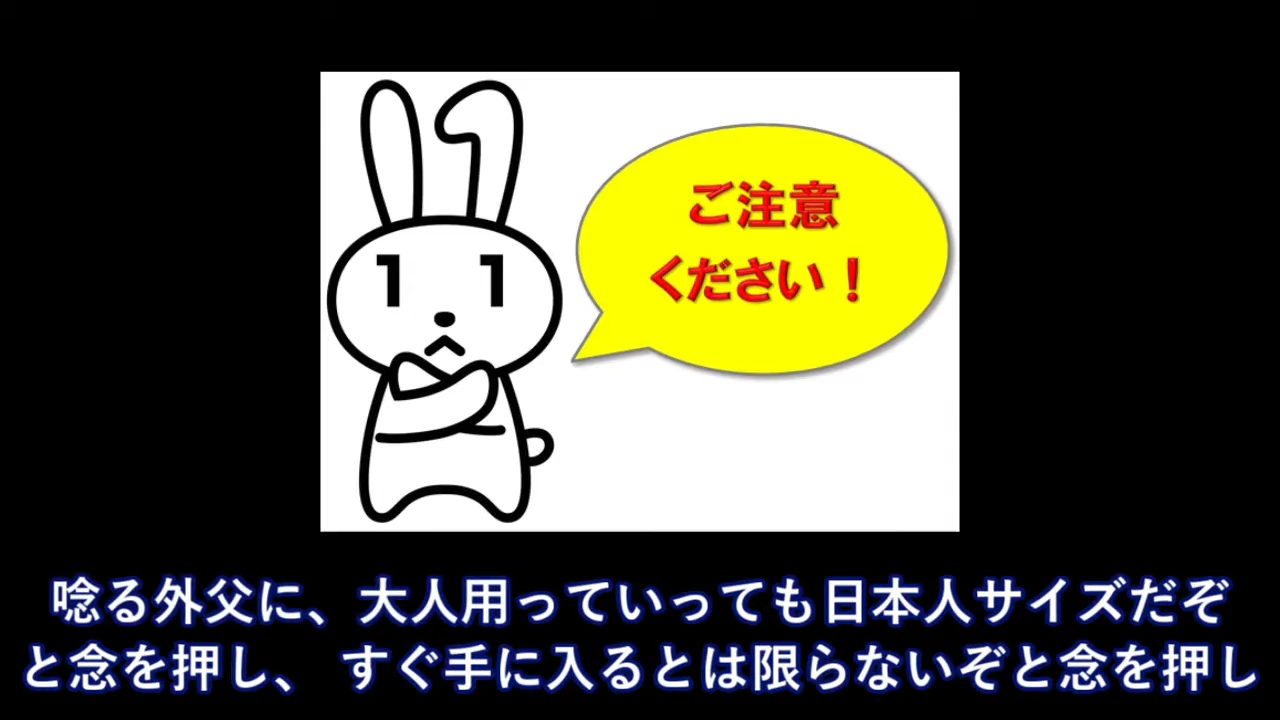 ご注意
ください！
唸る外父に、大人用っていっても日本人サイズだぞ
と念を押し、 すぐ手に入るとは限らないぞと念を押し